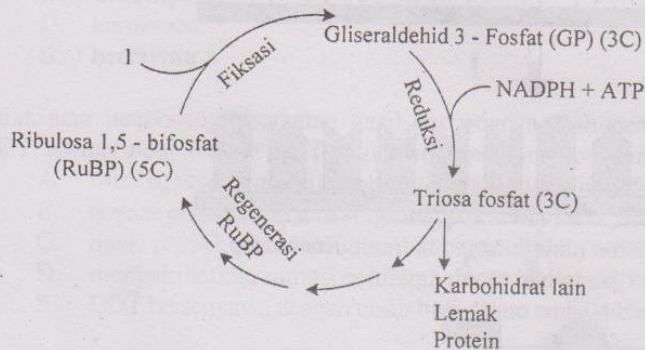 Gliseraldehid 3 - Fosfat (GP) (3C)
1
Fiksasi
Reduksi
NADPH + ATP
Ribulosa 1,5 - bifosfat
(RuBP) (5C)
Regenerasi
RuBP
Triosa fosfat (3C)
Karbohidrat lain
Lemak
Protein